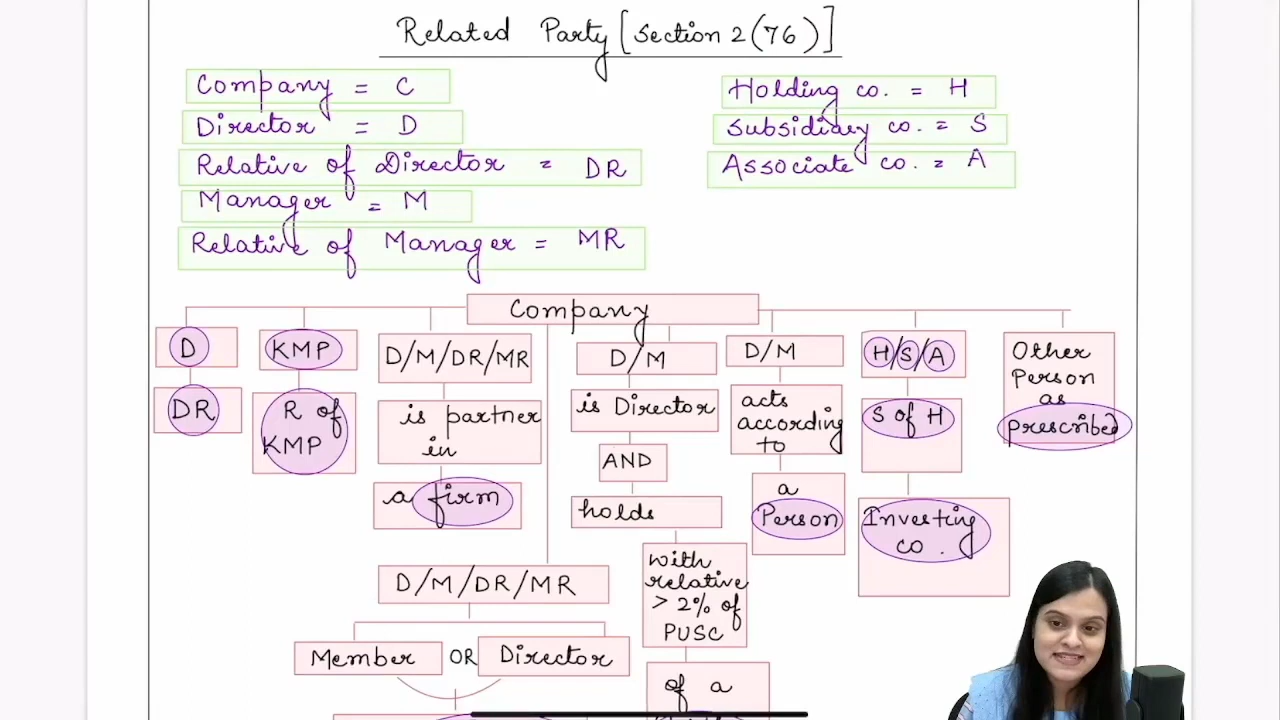 Related Party [Section 2(76)]
Company = C
Director = D
Relative of Director = DR
Manager = M
Relative of Manager = MR
Holding co. = H
Subsidiary co. = S
Associate co. = A
Company
D
DR
KMP
R of
KMP
D/M/DR/MR
is partner
in
a firm
D/M/DR/MR
Member OR Director
D/M
is Director
AND
holds
with
relative
> 2% of
PUSC
of a
D/M
acts
according
to
a
Person
H/S/A
S of H
Investing
co.
Other
Person
as
prescribed